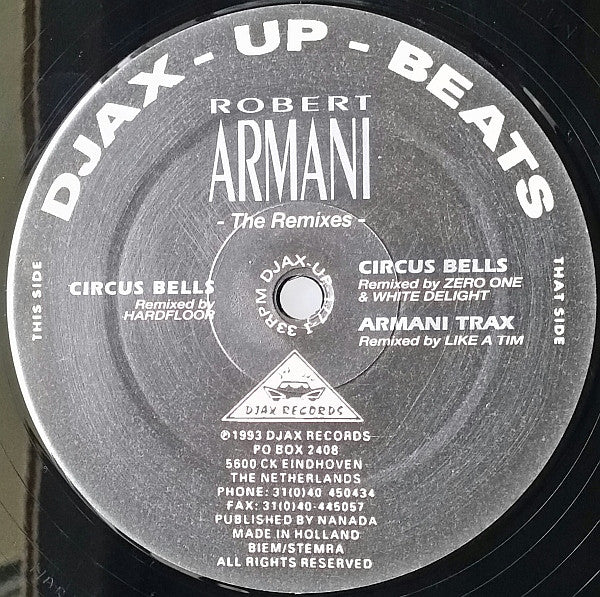 DJAX - UP - BEATS
ROBERT
ARMANI
- The Remixes -
THIS SIDE
CIRCUS BELLS
Remixed by
HARDFLOOR
33RPM DJAX-UP-
CIRCUS BELLS
Remixed by ZERO ONE
& WHITE DELIGHT
ARMANI TRAX
Remixed by LIKE A TIM
THAT SIDE
DJAX RECORDS
℗1993 DJAX RECORDS
PO BOX 2408
5600 CK EINDHOVEN
THE NETHERLANDS
PHONE: 31(0)40 450434
FAX: 31(0)40-445057
PUBLISHED BY NANADA
MADE IN HOLLAND
BIEM/STEMRA
ALL RIGHTS RESERVED